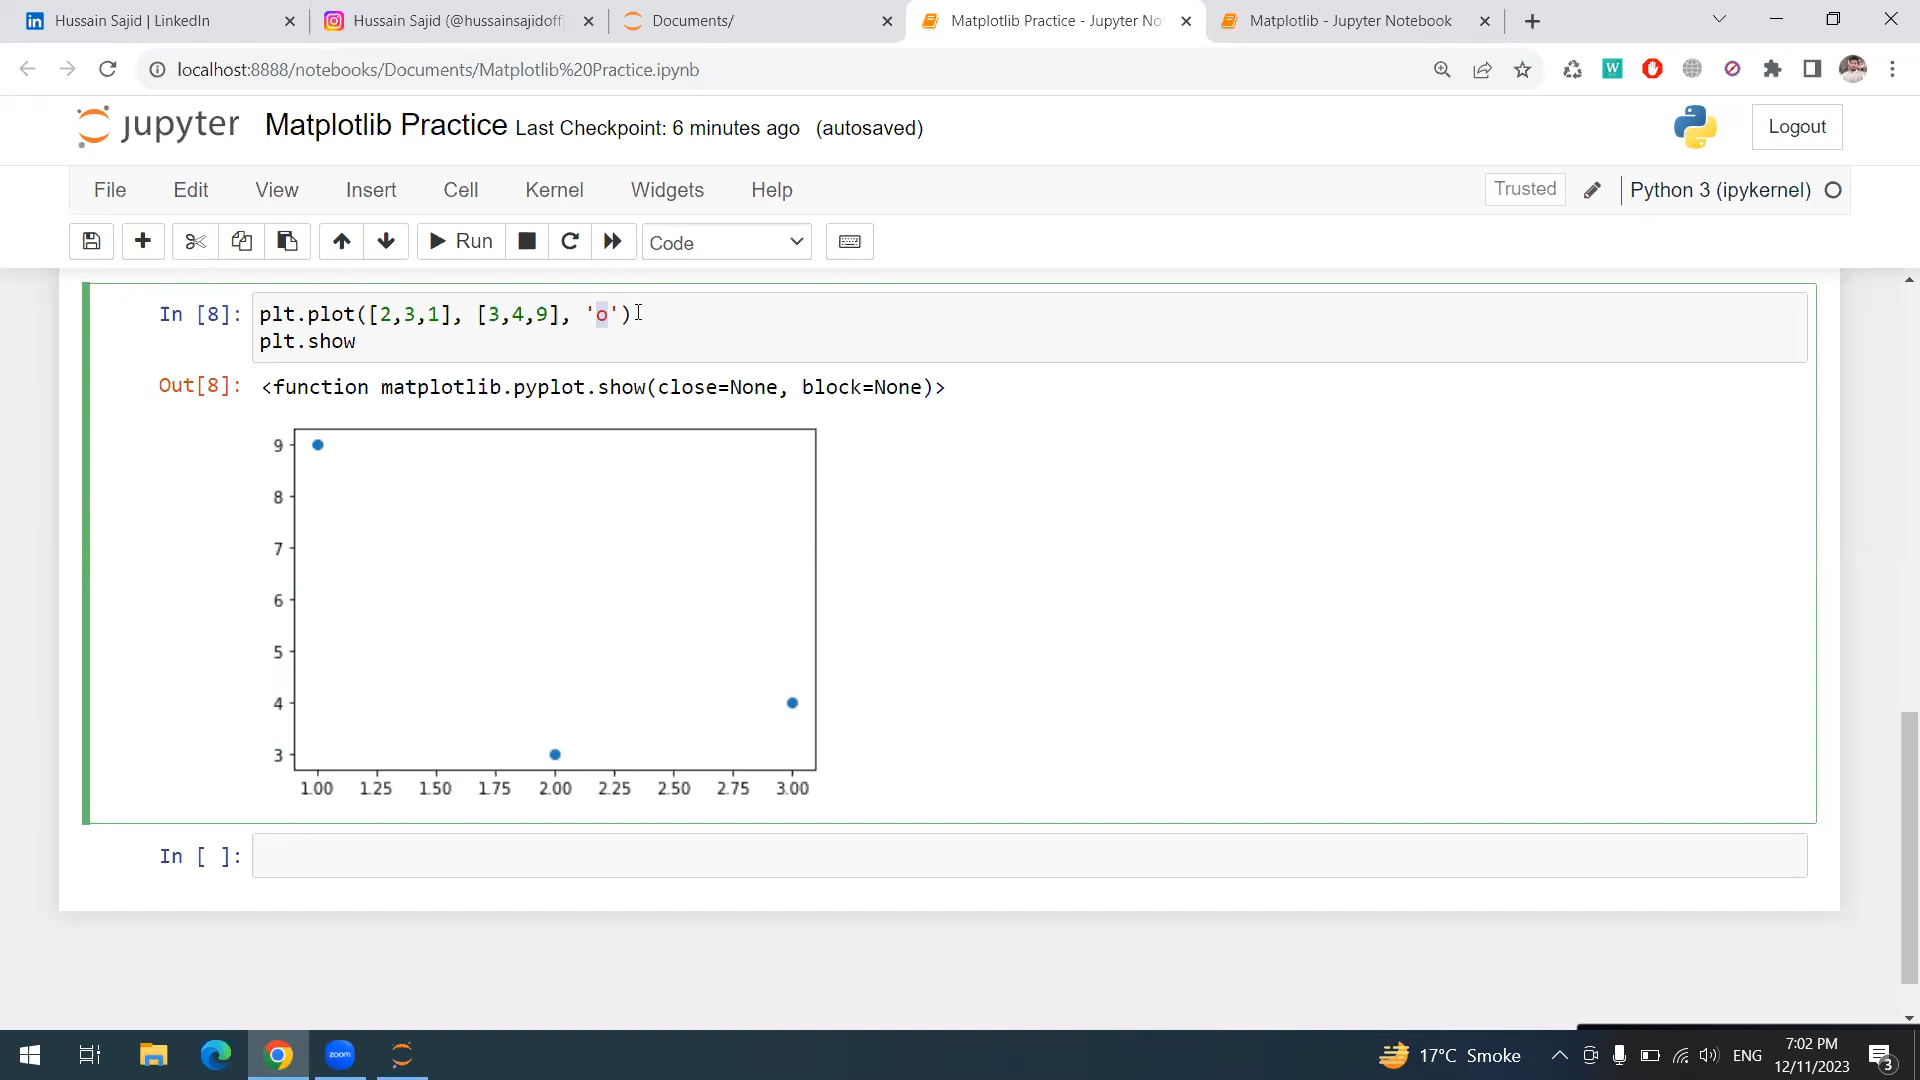 Hussain Sajid | LinkedIn
Hussain Sajid (@hussainsajidoff
Documents/
Matplotlib Practice - Jupyter No
Matplotlib - Jupyter Notebook
localhost:8888/notebooks/Documents/Matplotlib%20Practice.ipynb
jupyter Matplotlib Practice Last Checkpoint: 6 minutes ago (autosaved)
Logout
File Edit View Insert Cell Kernel Widgets Help
Trusted
Python 3 (ipykernel)
Run
Code
In [8]: plt.plot([2,3,1], [3,4,9], 'o')
plt.show
Out[8]: <function matplotlib.pyplot.show(close=None, block=None)>
9
8
7
6
5
4
3
1.00 1.25 1.50 1.75 2.00 2.25 2.50 2.75 3.00
In [ ]:
zoom
17°C Smoke
ENG
7:02 PM
12/11/2023
3